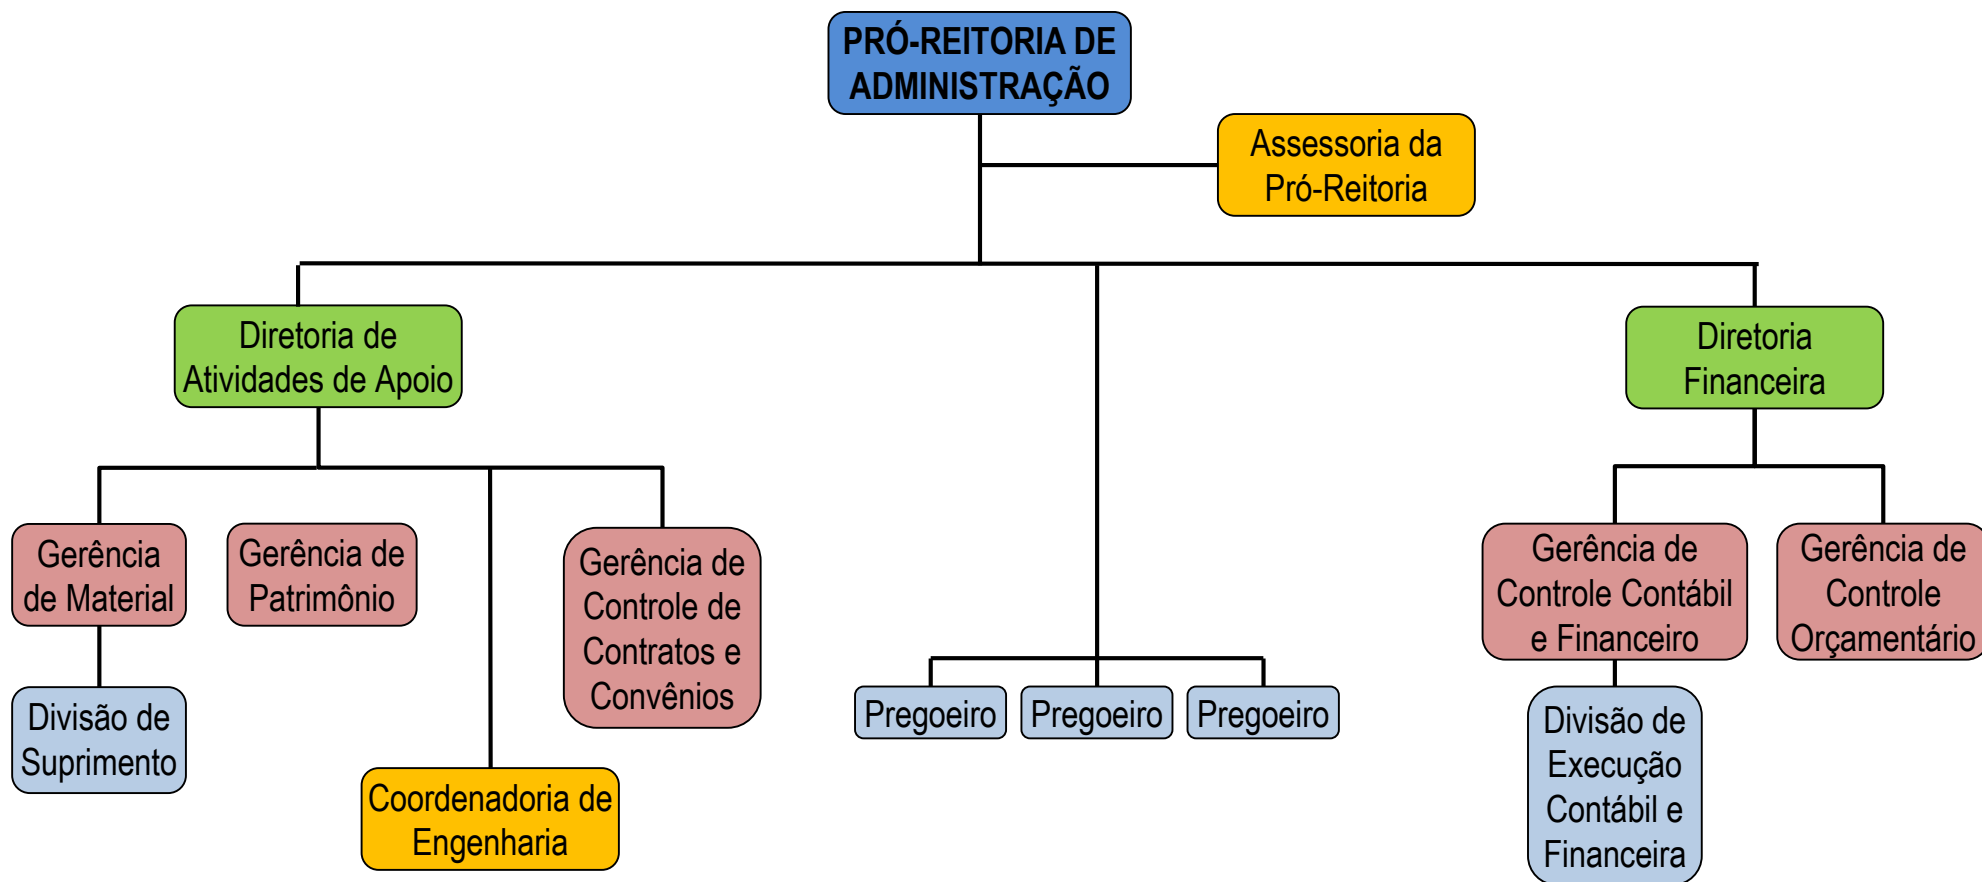 PRÓ-REITORIA DE
ADMINISTRAÇÃO
Assessoria da
Pró-Reitoria
Diretoria de
Atividades de Apoio
Diretoria
Financeira
Gerência
de Material
Gerência de
Patrimônio
Gerência de
Controle de
Contratos e
Convênios
Gerência de
Controle Contábil
e Financeiro
Gerência de
Controle
Orçamentário
Divisão de
Suprimento
Pregoeiro
Pregoeiro
Pregoeiro
Divisão de
Execução
Contábil e
Financeira
Coordenadoria de
Engenharia